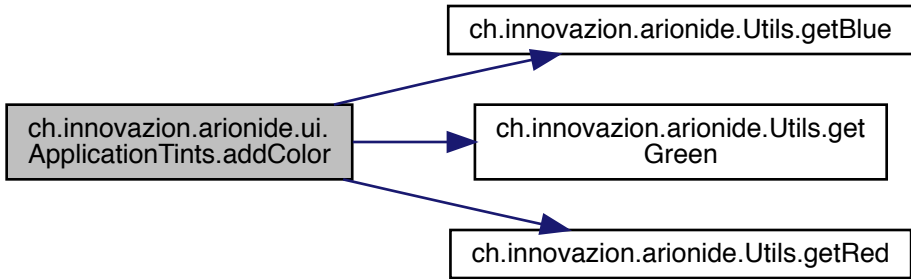 ch.innovazion.arionide.ui.
ApplicationTints.addColor
ch.innovazion.arionide.Utils.getBlue
ch.innovazion.arionide.Utils.get
Green
ch.innovazion.arionide.Utils.getRed